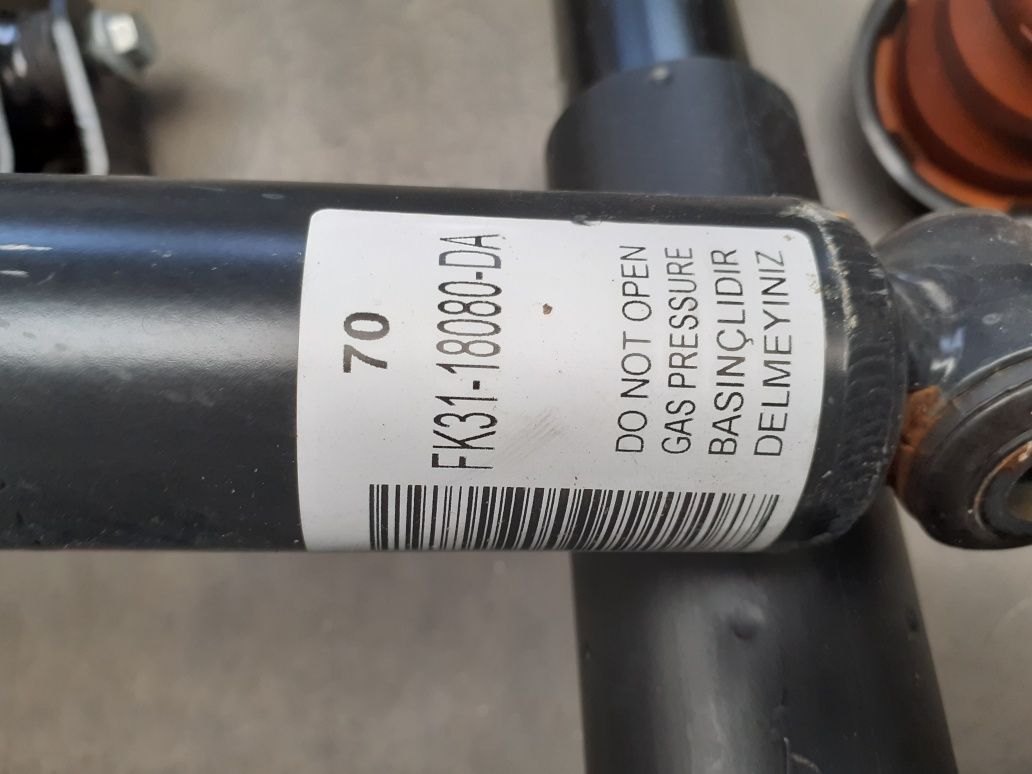 70
FK31-18080-DA
DO NOT OPEN
GAS PRESSURE
BASINÇLIDIR
DELMEYINIZ